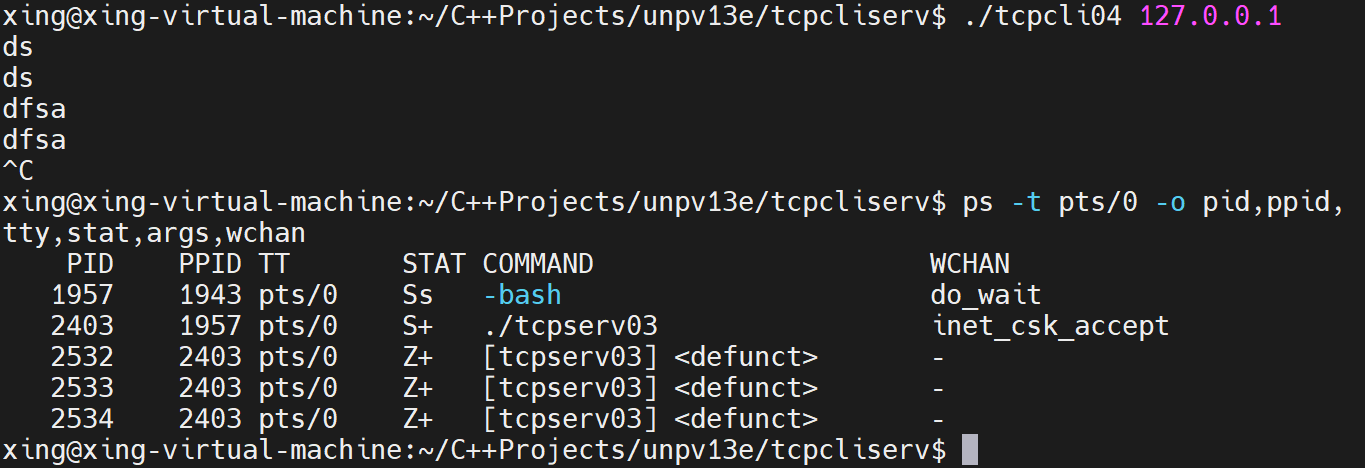 xing@xing-virtual-machine:~/C++Projects/unpv13e/tcpcliserv$ ./tcpcli04 127.0.0.1
ds
ds
dfsa
dfsa
^C
xing@xing-virtual-machine:~/C++Projects/unpv13e/tcpcliserv$ ps -t pts/0 -o pid,ppid,
tty,stat,args,wchan
    PID    PPID TT       STAT COMMAND                     WCHAN
   1957    1943 pts/0    Ss   -bash                       do_wait
   2403    1957 pts/0    S+   ./tcpserv03                 inet_csk_accept
   2532    2403 pts/0    Z+   [tcpserv03] <defunct>       -
   2533    2403 pts/0    Z+   [tcpserv03] <defunct>       -
   2534    2403 pts/0    Z+   [tcpserv03] <defunct>       -
xing@xing-virtual-machine:~/C++Projects/unpv13e/tcpcliserv$